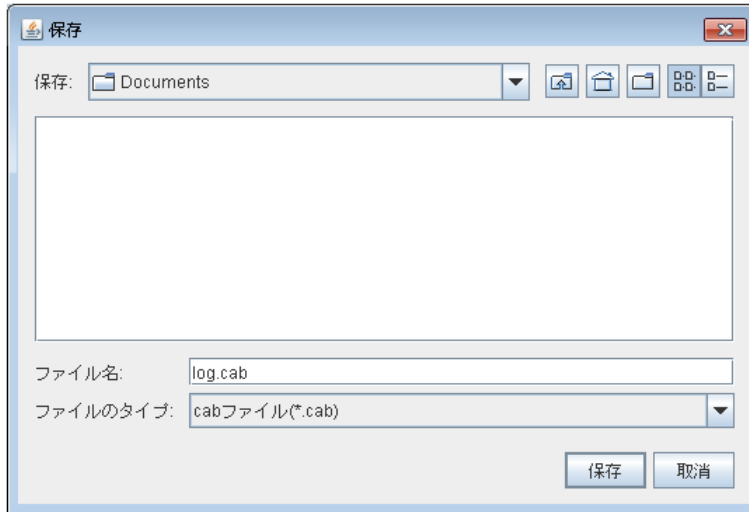 保存
保存: Documents
ファイル名: log.cab
ファイルのタイプ: cabファイル(*.cab)
保存 取消